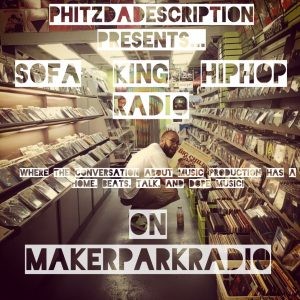 PHITZDADESCRIPTION
PRESENTS...
SOFA KING HIPHOP
RADIO
WHERE THE CONVERSATION ABOUT MUSIC PRODUCTION HAS A
HOME. BEATS, TALK AND DOPE MUSIC!
ON
MAKERPARKRADIO